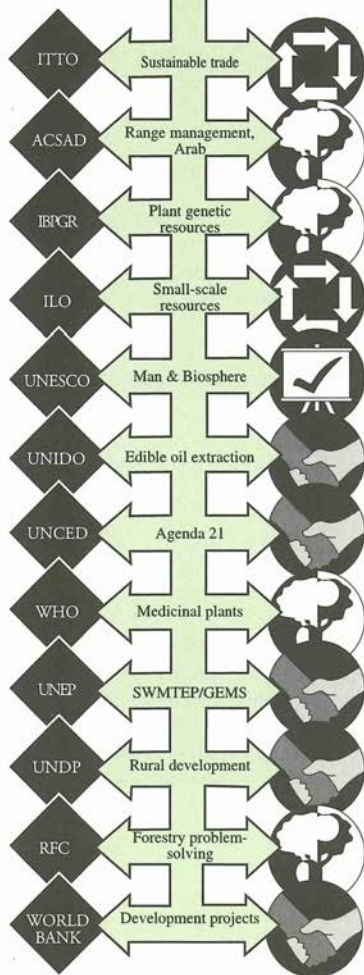 ITTO
Sustainable trade
ACSAD
Range management,
Arab
IBPGR
Plant genetic
resources
ILO
Small-scale
resources
UNESCO
Man & Biosphere
UNIDO
Edible oil extraction
UNCED
Agenda 21
WHO
Medicinal plants
UNEP
SWMTEP/GEMS
UNDP
Rural development
RFC
Forestry problem-
solving
WORLD
BANK
Development projects